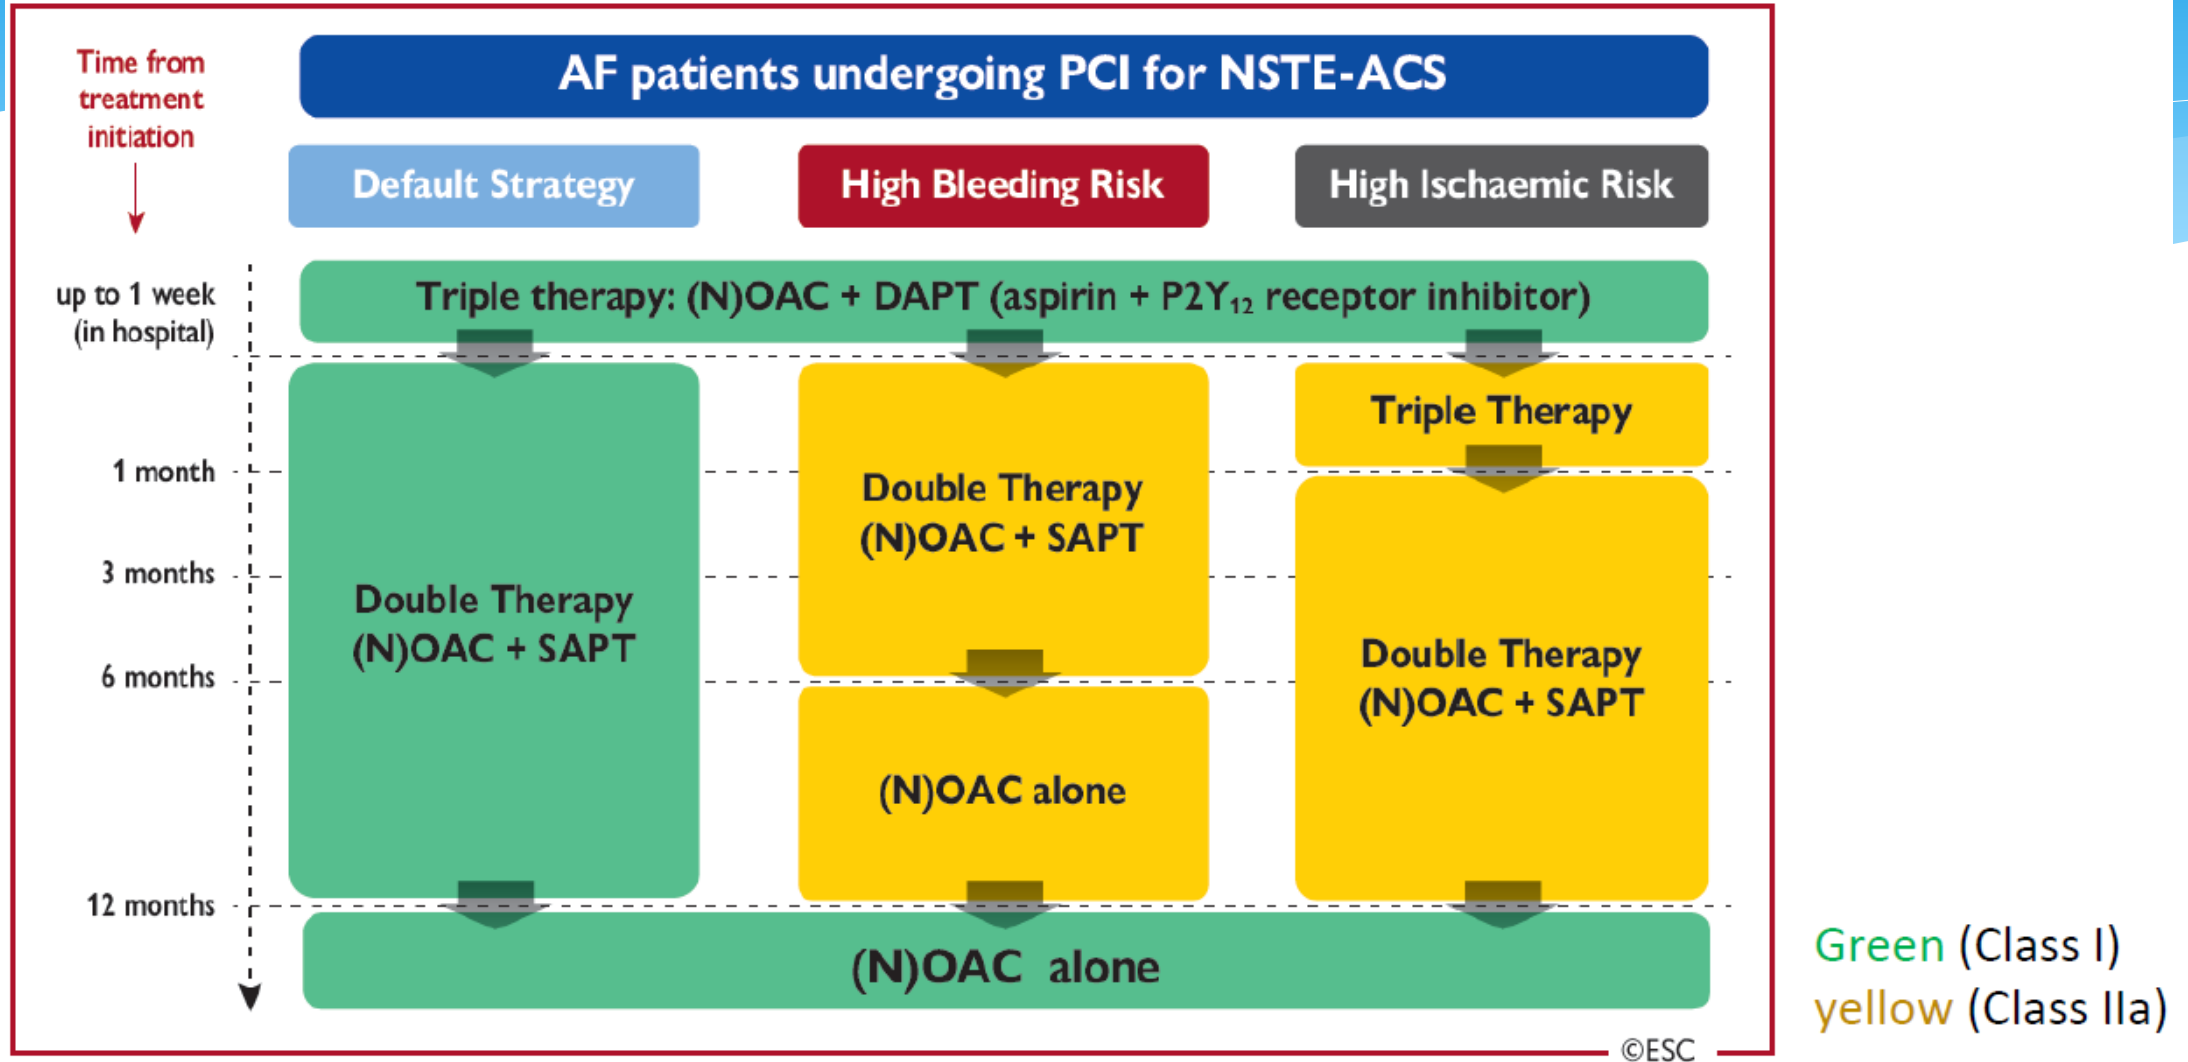 Time from
treatment
initiation
AF patients undergoing PCI for NSTE-ACS
Default Strategy
High Bleeding Risk
High Ischaemic Risk
up to 1 week
(in hospital)
Triple therapy: (N)OAC + DAPT (aspirin + P2Y₁₂ receptor inhibitor)
Triple Therapy
1 month
Double Therapy
(N)OAC + SAPT
3 months
Double Therapy
(N)OAC + SAPT
6 months
Double Therapy
(N)OAC + SAPT
(N)OAC alone
12 months
(N)OAC alone
Green (Class I)
yellow (Class IIa)
©ESC